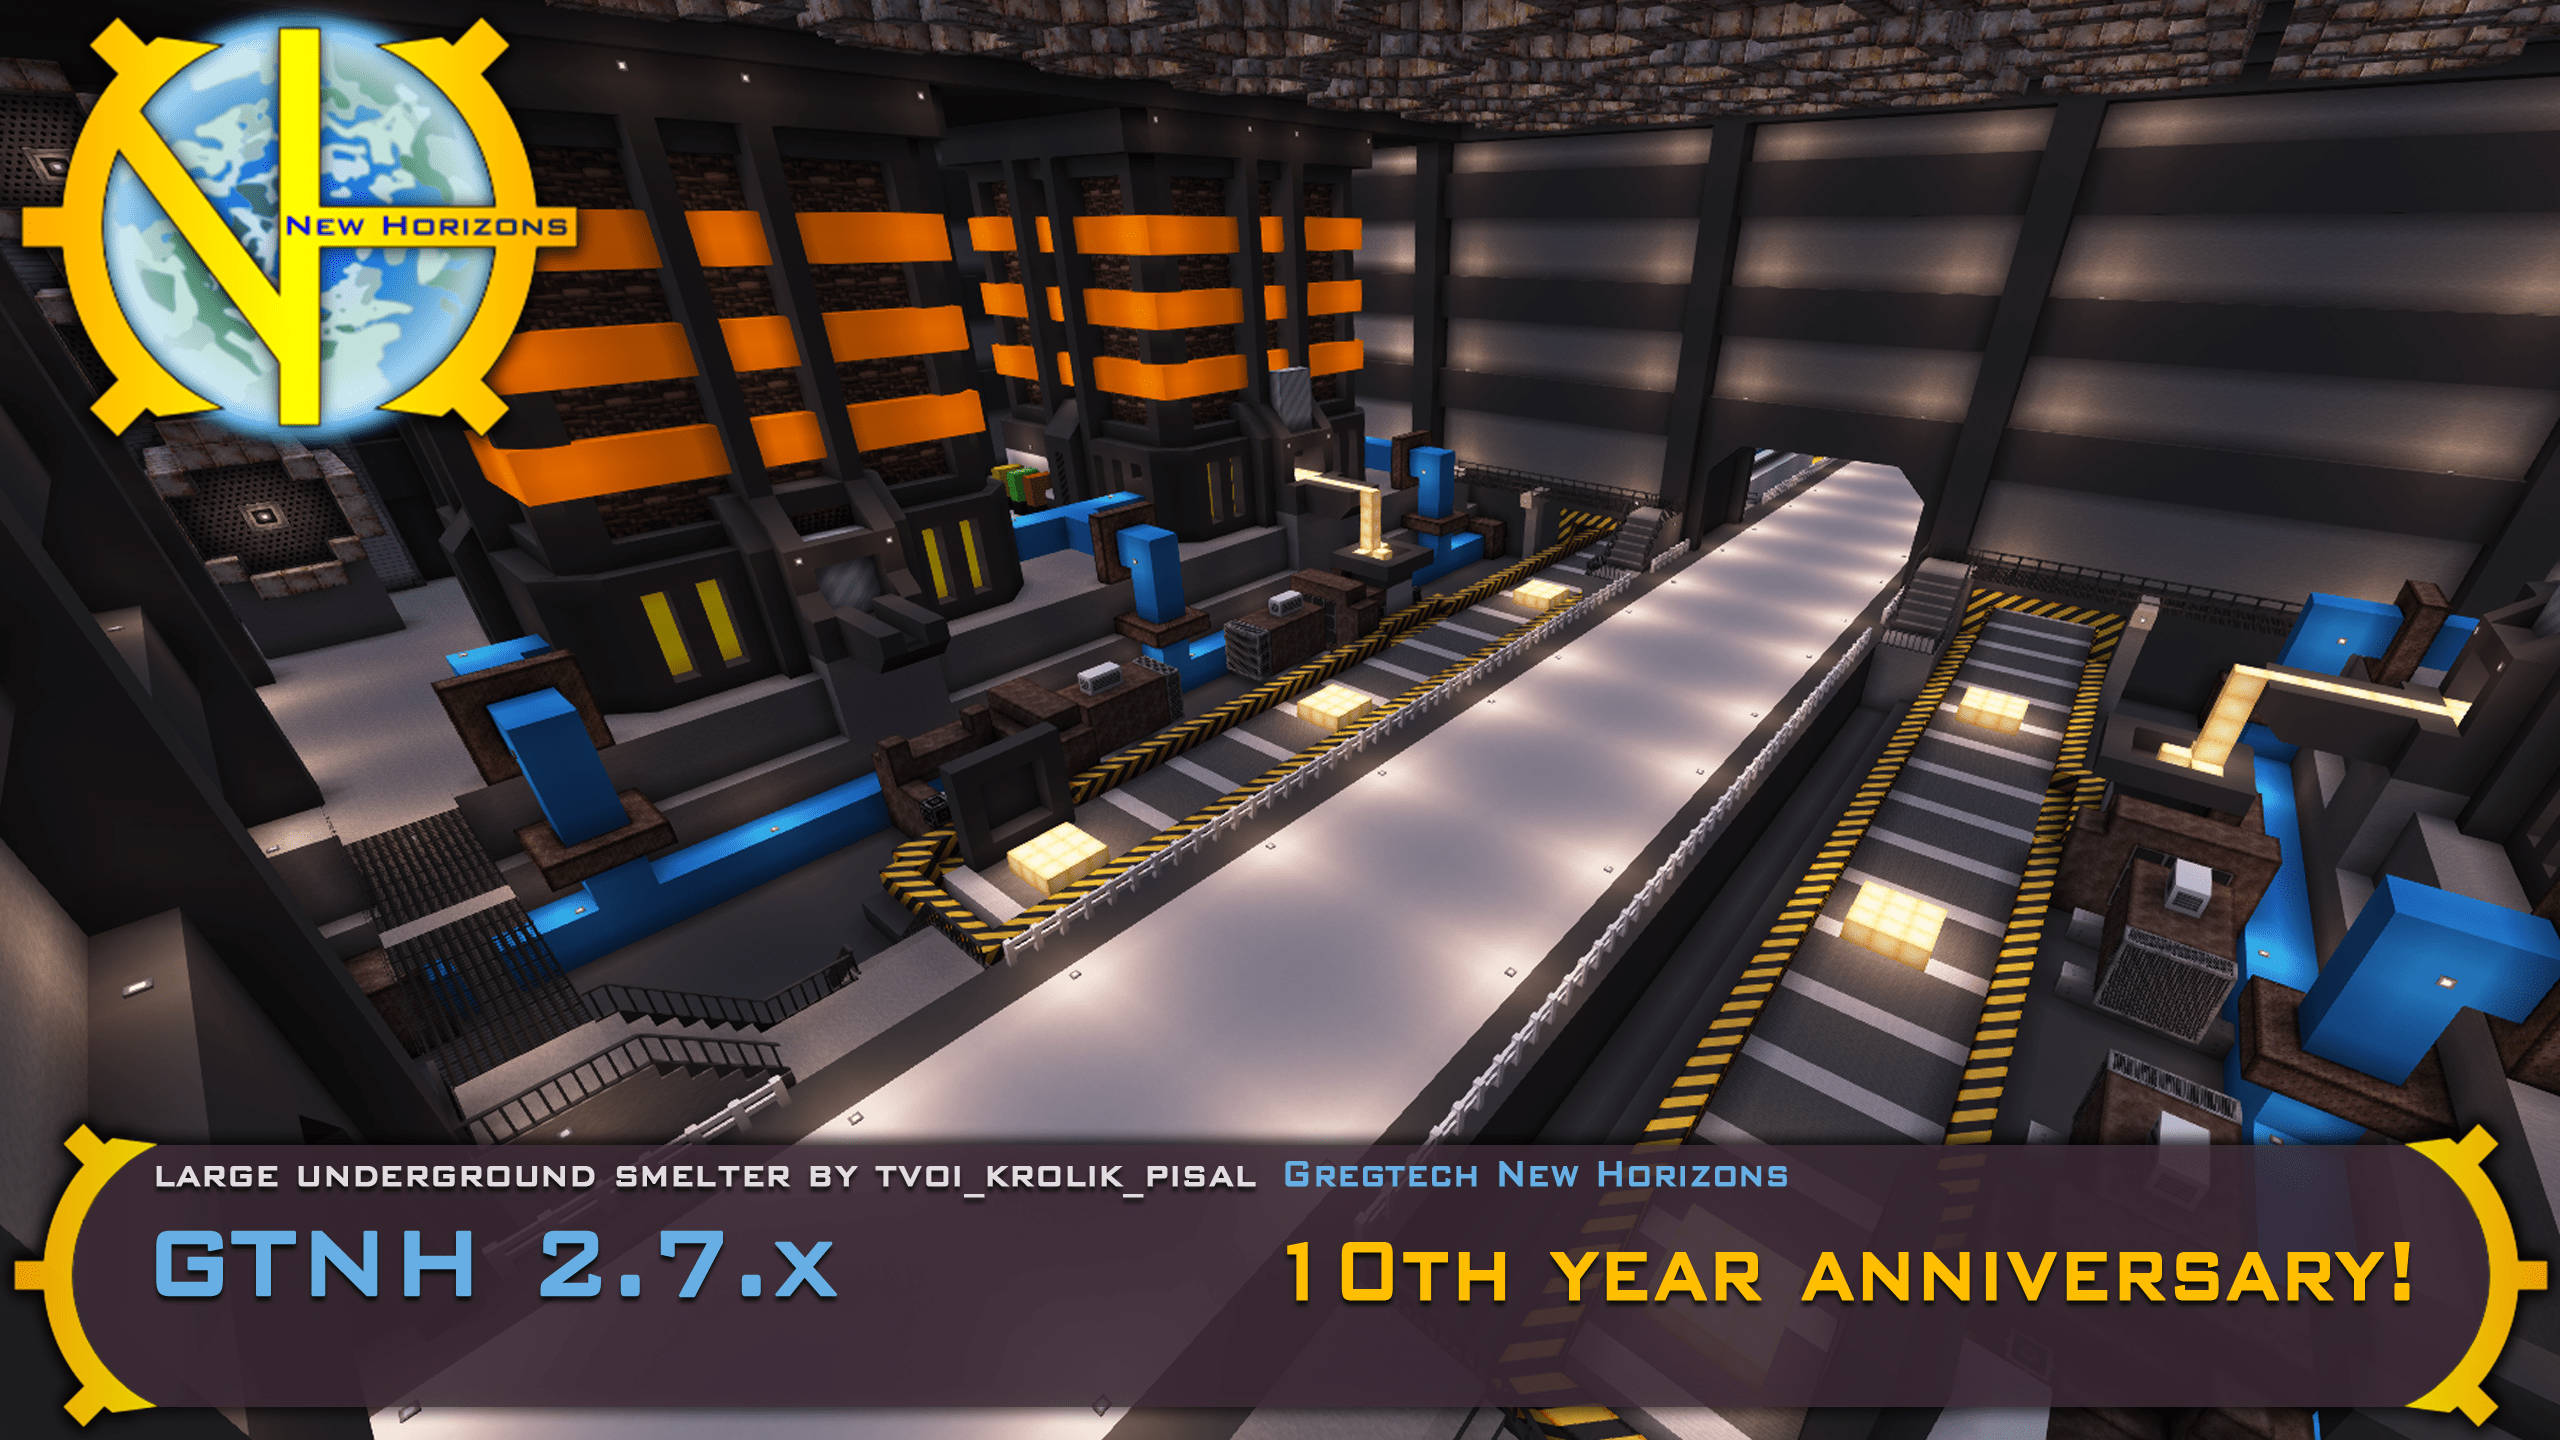 New Horizons
LARGE UNDERGROUND SMELTER BY TVOI_KROLIK_PISAL
Gregtech New Horizons
GTNH 2.7.x
10th year anniversary!